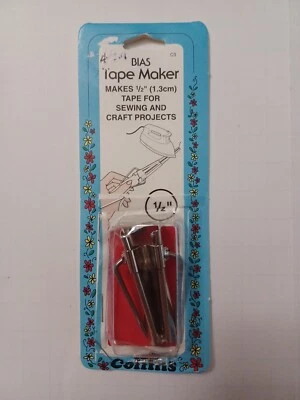 BIAS
Tape Maker
MAKES ½" (1.3cm)
TAPE FOR
SEWING AND
CRAFT PROJECTS
½"
Collins